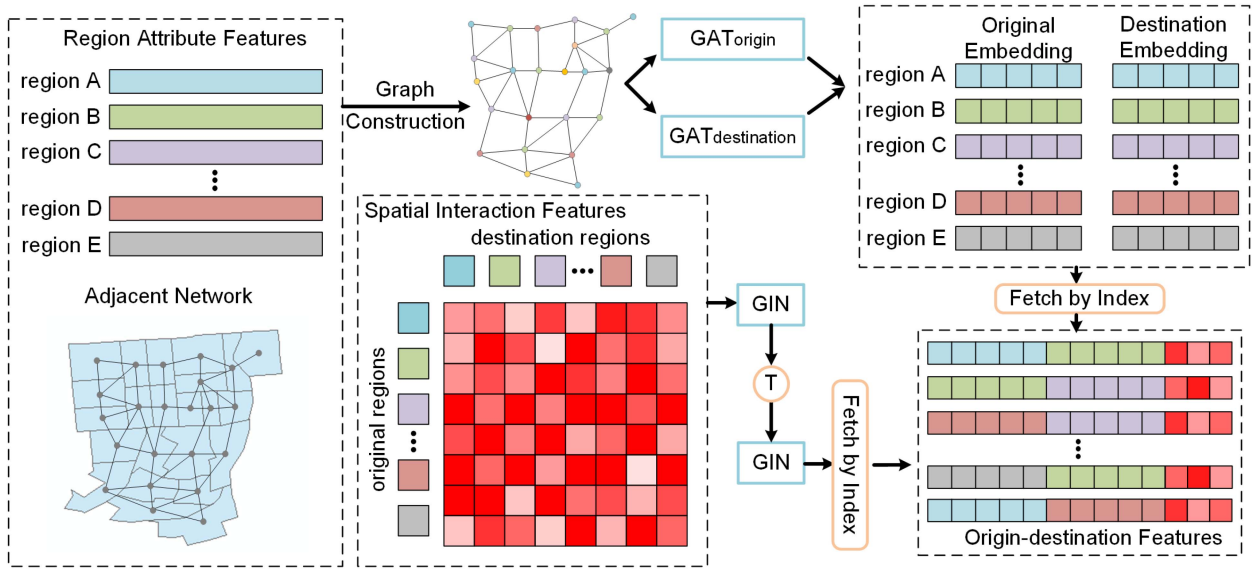 Region Attribute Features
region A
region B
region C
region D
region E
Adjacent Network
Graph
Construction
GATorigin
GATdestination
Original
Embedding
Destination
Embedding
region A
region B
region C
region D
region E
Fetch by Index
Spatial Interaction Features
destination regions
original regions
GIN
T
GIN
Fetch by Index
Origin-destination Features